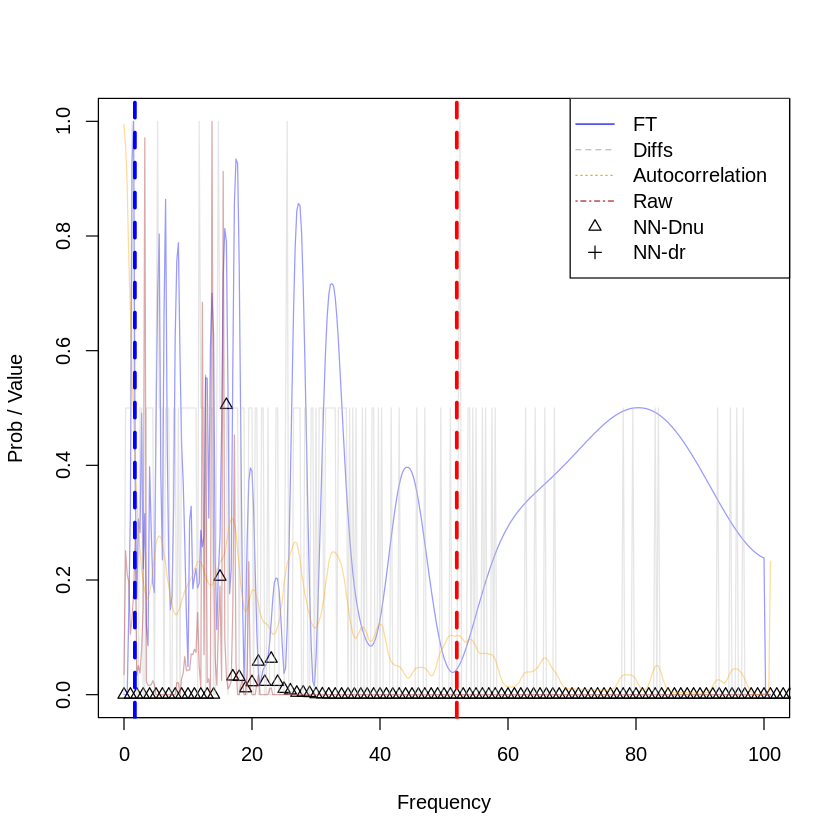 FT
Diffs
Autocorrelation
Raw
NN-Dnu
NN-dr
Prob / Value
1.0
0.8
0.6
0.4
0.2
0.0
0 20 40 60 80 100
Frequency